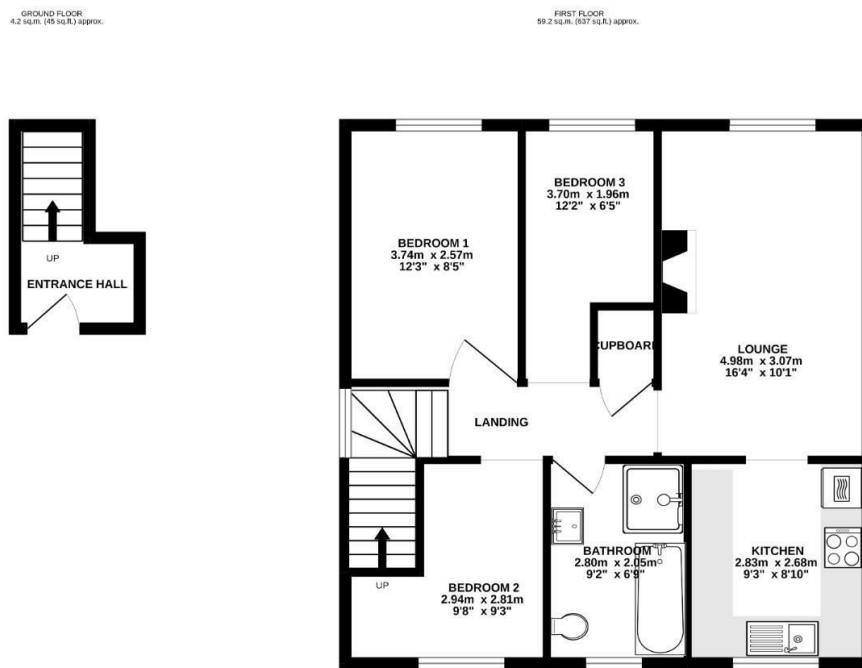 GROUND FLOOR
4.2 sq.m. (45 sq.ft.) approx.
FIRST FLOOR
59.2 sq.m. (637 sq.ft.) approx.
UP
ENTRANCE HALL
BEDROOM 1
3.74m x 2.57m
12'3" x 8'5"
BEDROOM 3
3.70m x 1.96m
12'2" x 6'5"
CUPBOARD
LOUNGE
4.98m x 3.07m
16'4" x 10'1"
LANDING
UP
BEDROOM 2
2.94m x 2.81m
9'8" x 9'3"
BATHROOM
2.80m x 2.05m
9'2" x 6'9"
KITCHEN
2.83m x 2.68m
9'3" x 8'10"